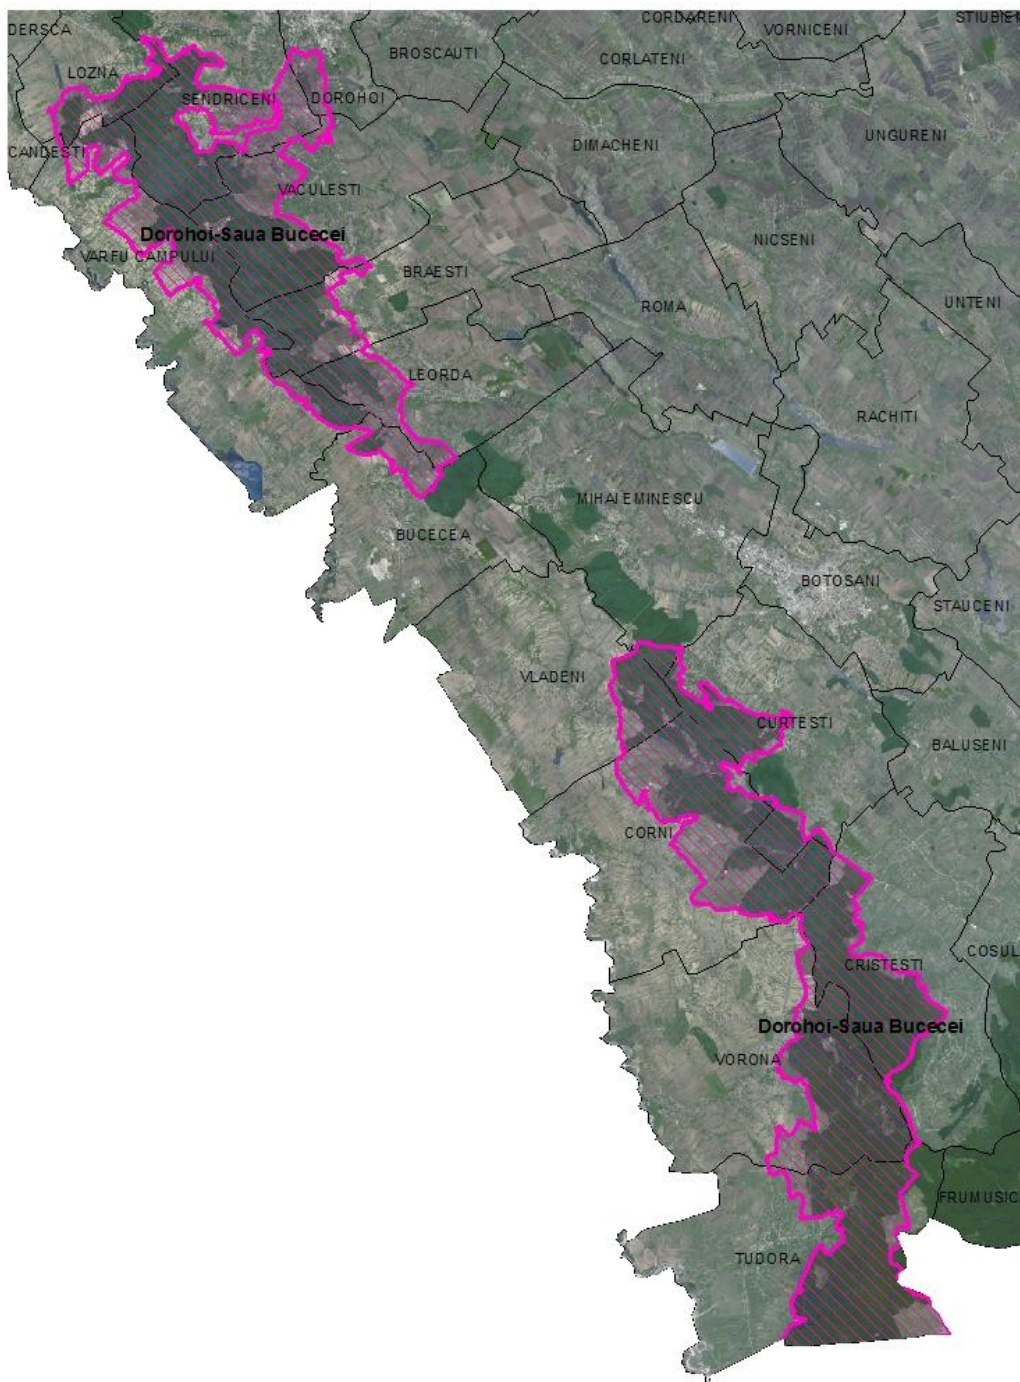 CORDARENI
STIUBIE
DERSCA
VORNICENI
BROSCAUTI
CORLATENI
LOZNA
SENDRICENI
DOROHOI
UNGURENI
DIMACHENI
CANDESTI
VACULESTI
Dorohoi-Saua Bucecei
NICSENI
VARFU CAMPULUI
BRAESTI
ROMA
UNTENI
LEORDA
RACHITI
MIHAI EMINESCU
BUCECEA
BOTOSANI
STAUCENI
VLADENI
CURTESTI
BALUSENI
CORNI
COSUL
CRISTESTI
Dorohoi-Saua Bucecei
VORONA
FRUMUSIC
TUDORA